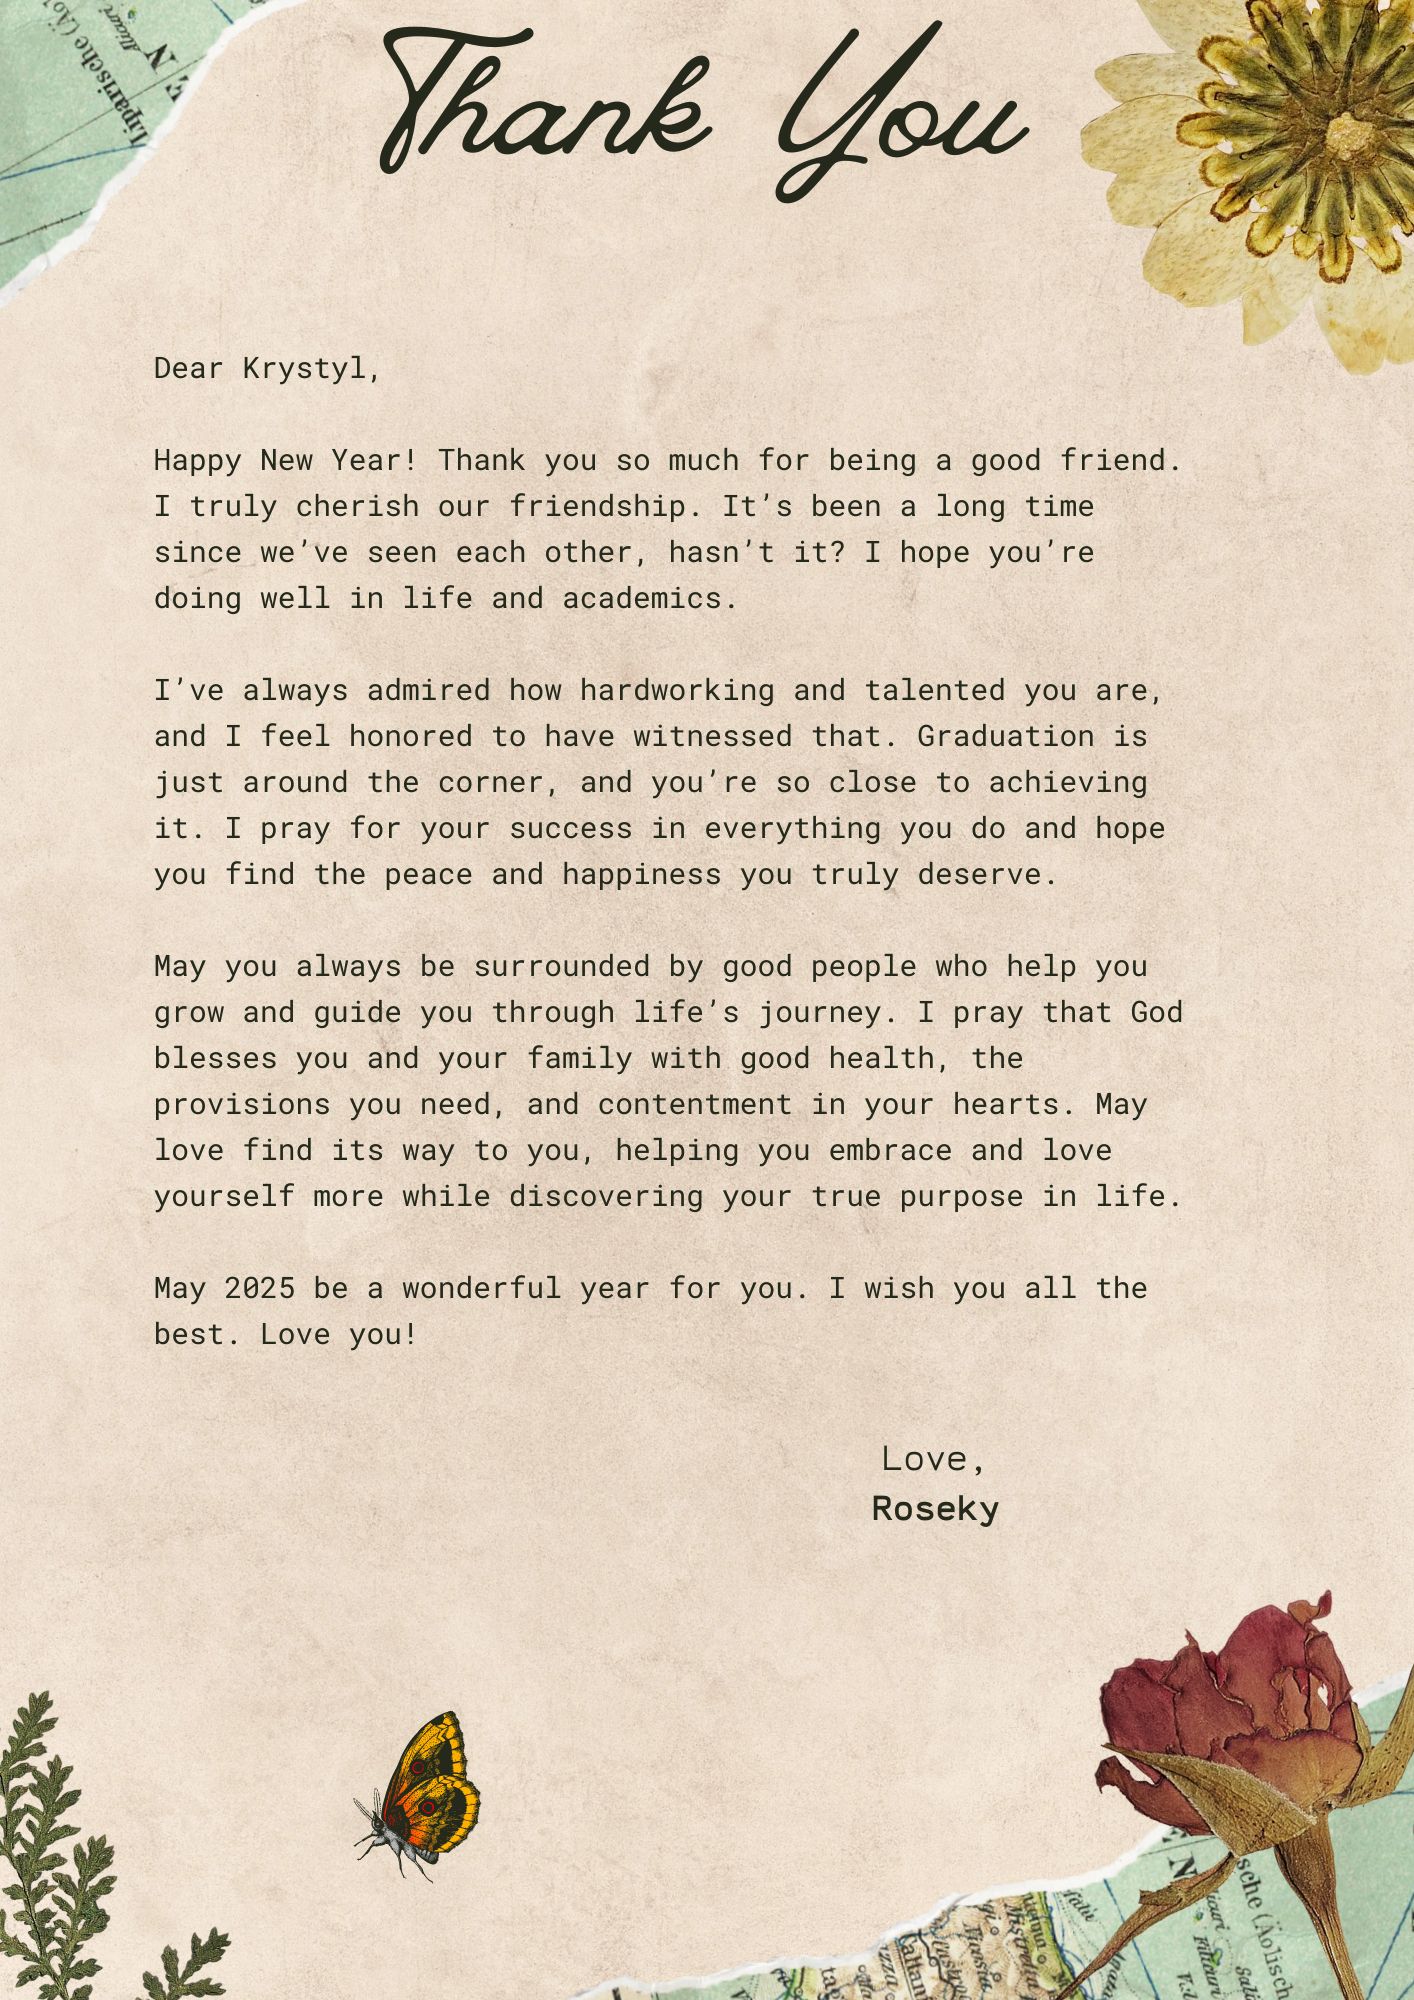 Thank You
Dear Krystyl,
Happy New Year! Thank you so much for being a good friend.
I truly cherish our friendship. It’s been a long time
since we’ve seen each other, hasn’t it? I hope you’re
doing well in life and academics.
I’ve always admired how hardworking and talented you are,
and I feel honored to have witnessed that. Graduation is
just around the corner, and you’re so close to achieving
it. I pray for your success in everything you do and hope
you find the peace and happiness you truly deserve.
May you always be surrounded by good people who help you
grow and guide you through life’s journey. I pray that God
blesses you and your family with good health, the
provisions you need, and contentment in your hearts. May
love find its way to you, helping you embrace and love
yourself more while discovering your true purpose in life.
May 2025 be a wonderful year for you. I wish you all the
best. Love you!
Love,
Roseky
Liparische (Äol
Alicuri
N
E
N
sche (Äolisch
licuri
Filicuri
Mistretta